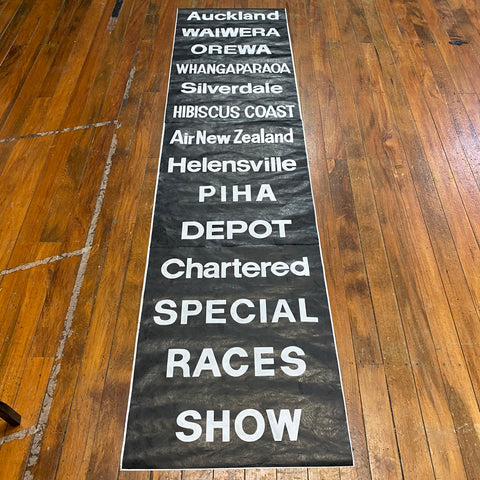 Auckland
WAIWERA
OREWA
WHANGAPARAOA
Silverdale
HIBISCUS COAST
Air New Zealand
Helensville
PIHA
DEPOT
Chartered
SPECIAL
RACES
SHOW